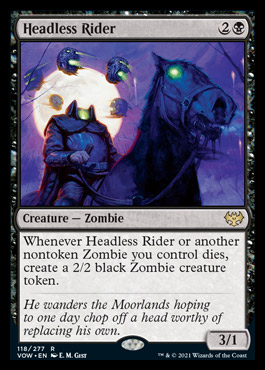 Headless Rider 2
Creature — Zombie
Whenever Headless Rider or another
nontoken Zombie you control dies,
create a 2/2 black Zombie creature
token.
He wanders the Moorlands hoping
to one day chop off a head worthy of
replacing his own.
3/1
118/277 R
VOW • EN E. M. Gist
™ & © 2021 Wizards of the Coast